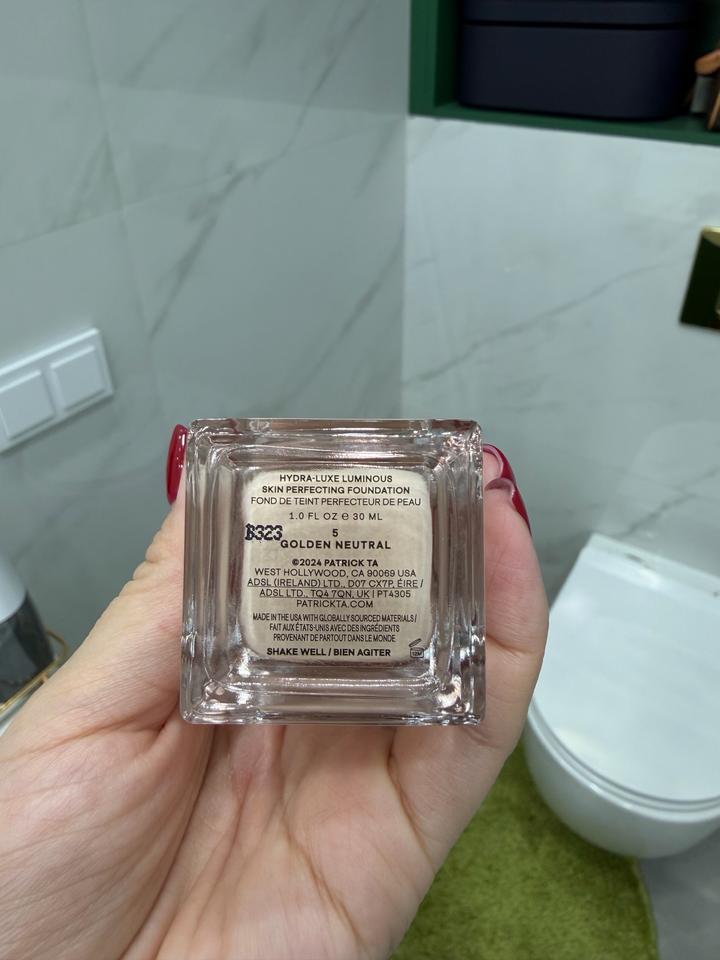 HYDRA-LUXE LUMINOUS
SKIN PERFECTING FOUNDATION
FOND DE TEINT PERFECTEUR DE PEAU
1.0 FL OZ ℮ 30 ML
B323
5
GOLDEN NEUTRAL
©2024 PATRICK TA
WEST HOLLYWOOD, CA 90069 USA
ADSL (IRELAND) LTD., D07 CX7P, ÉIRE /
ADSL LTD., TQ4 7QN, UK | PT4305
PATRICKTA.COM
MADE IN THE USA WITH GLOBALLY SOURCED MATERIALS /
FAIT AUX ÉTATS-UNIS AVEC DES INGRÉDIENTS
PROVENANT DE PARTOUT DANS LE MONDE
SHAKE WELL / BIEN AGITER
12M